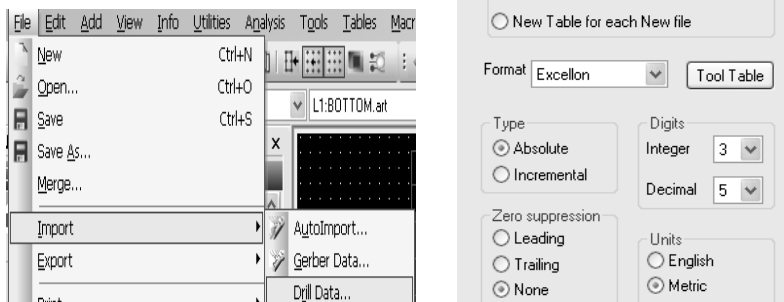 File Edit Add View Info Utilities Analysis Tools Tables Macr
New Ctrl+N
Open... Ctrl+O
Save Ctrl+S
Save As...
Merge...
Import
Export
L1:BOTTOM.art
x
AutoImport...
Gerber Data...
Drill Data...
New Table for each New file
Format Excellon Tool Table
Type
Absolute
Incremental
Digits
Integer 3
Decimal 5
Zero suppression
Leading
Trailing
None
Units
English
Metric